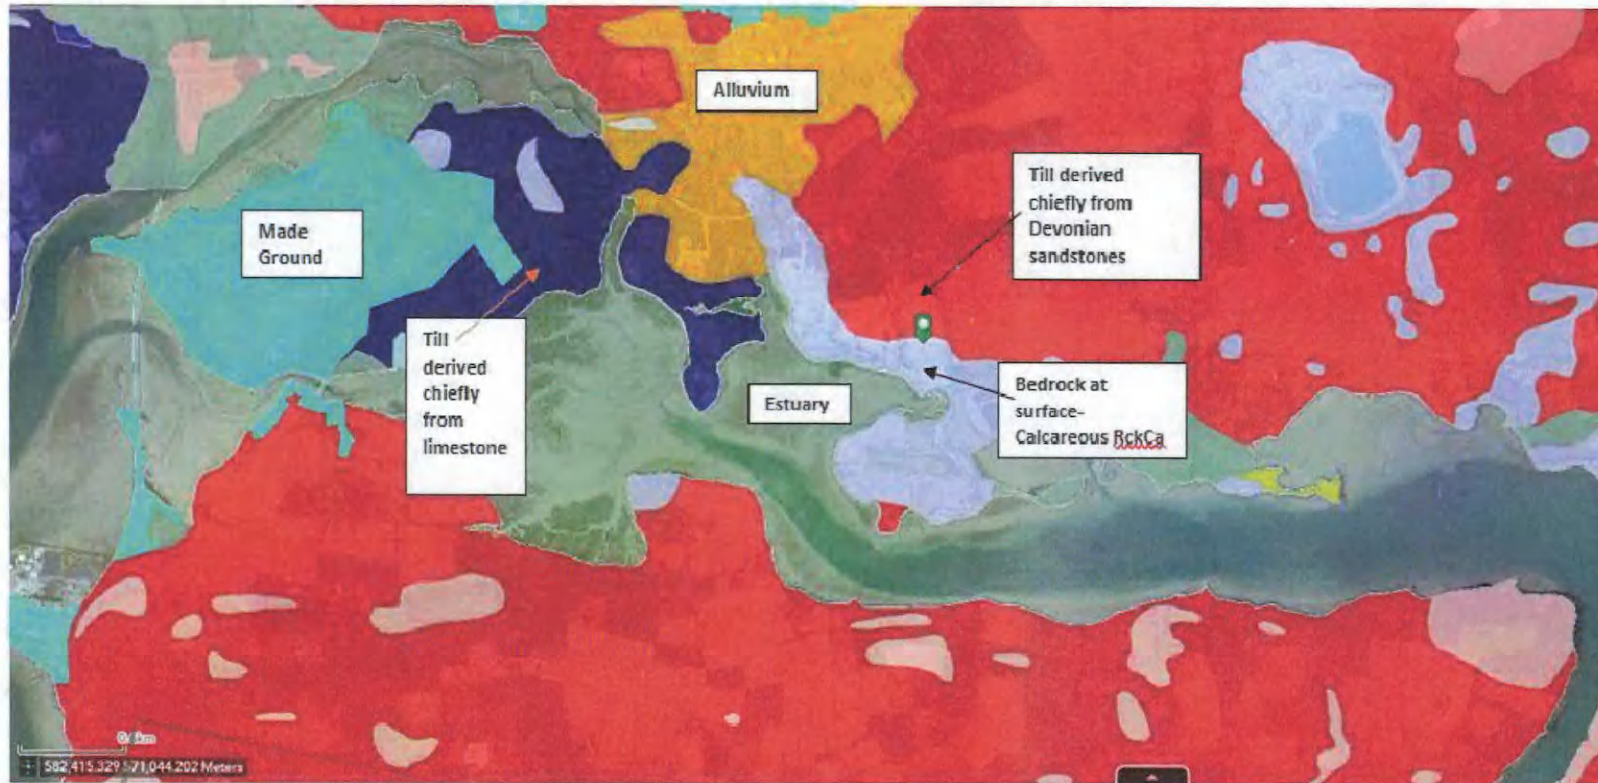 Alluvium
Till derived
chiefly from
Devonian
sandstones
Made
Ground
Till
derived
chiefly
from
limestone
Estuary
Bedrock at
surface-
Calcareous RckCa
582,415.329 571,044.202 Meters